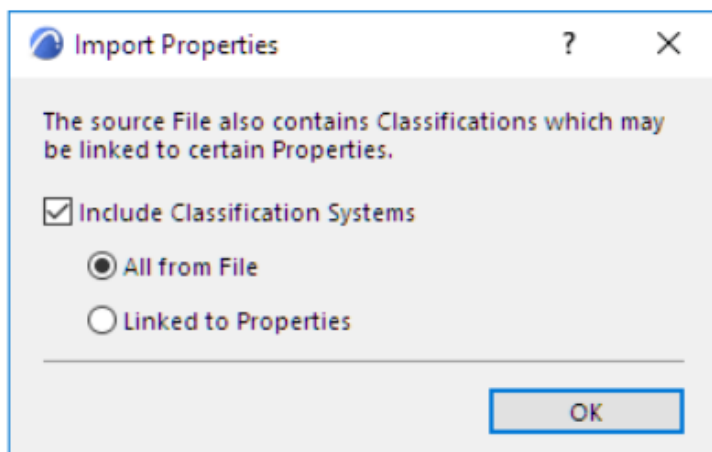 Import Properties
?
The source File also contains Classifications which may
be linked to certain Properties.
Include Classification Systems
All from File
Linked to Properties
OK